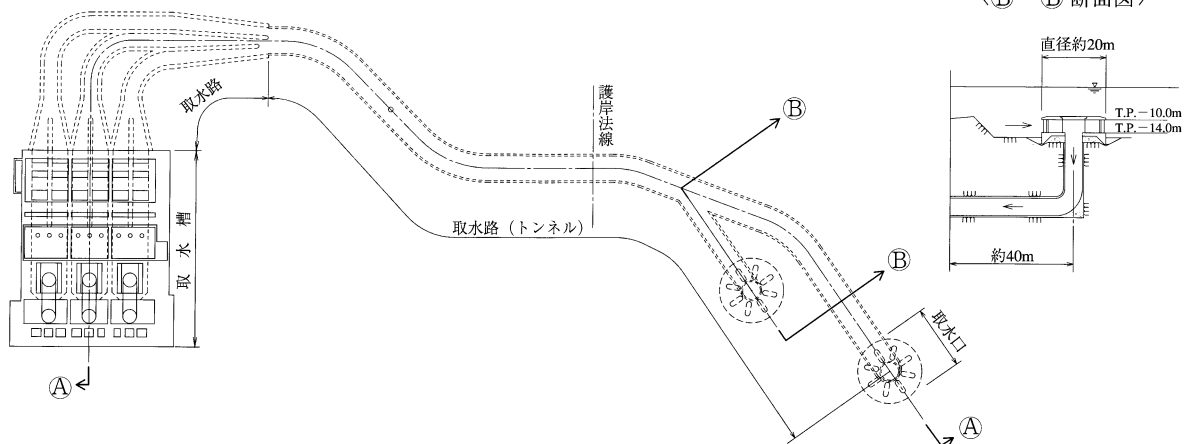 〈Ⓑ－Ⓑ断面図〉
直径約20m
T.P.－10.0m
T.P.－14.0m
約40m
取水路
護岸法線
取水路（トンネル）
取水槽
取水口
Ⓑ
Ⓑ
Ⓐ
Ⓐ